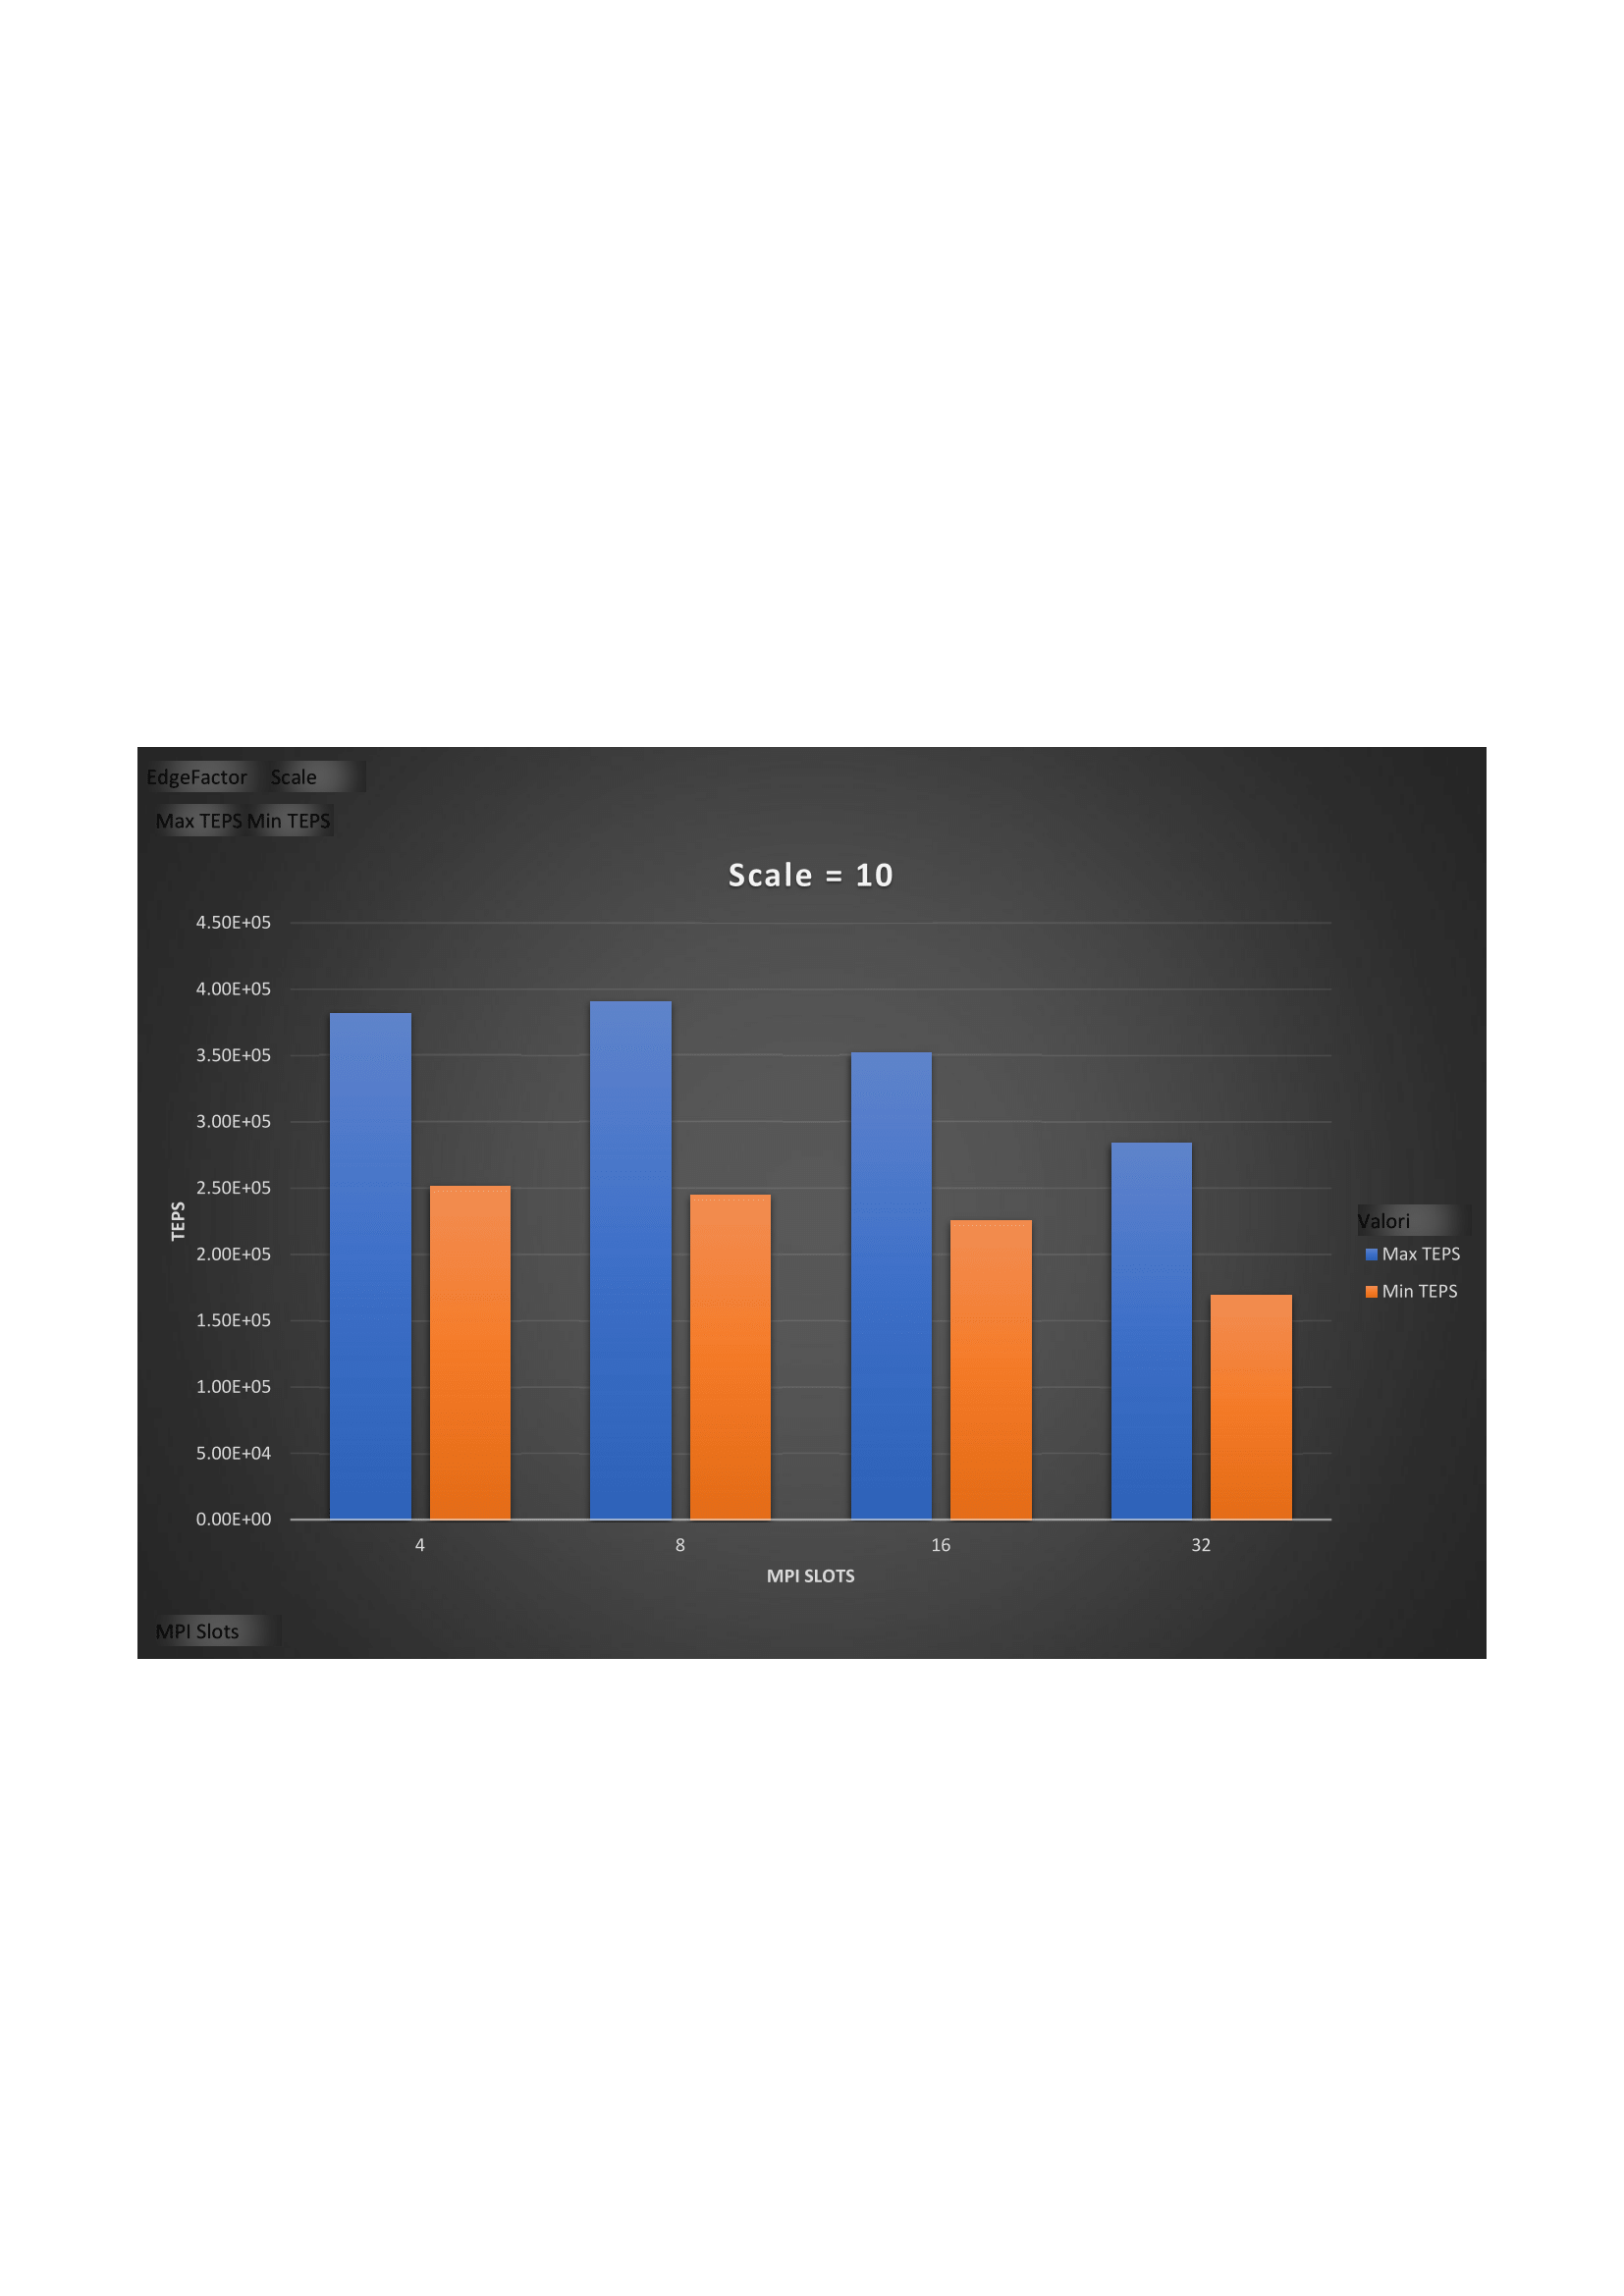 EdgeFactor Scale
Max TEPS Min TEPS
Scale = 10
4.50E+05
4.00E+05
3.50E+05
3.00E+05
2.50E+05
2.00E+05
1.50E+05
1.00E+05
5.00E+04
0.00E+00
TEPS
4 8 16 32
MPI SLOTS
Valori
Max TEPS
Min TEPS
MPI Slots